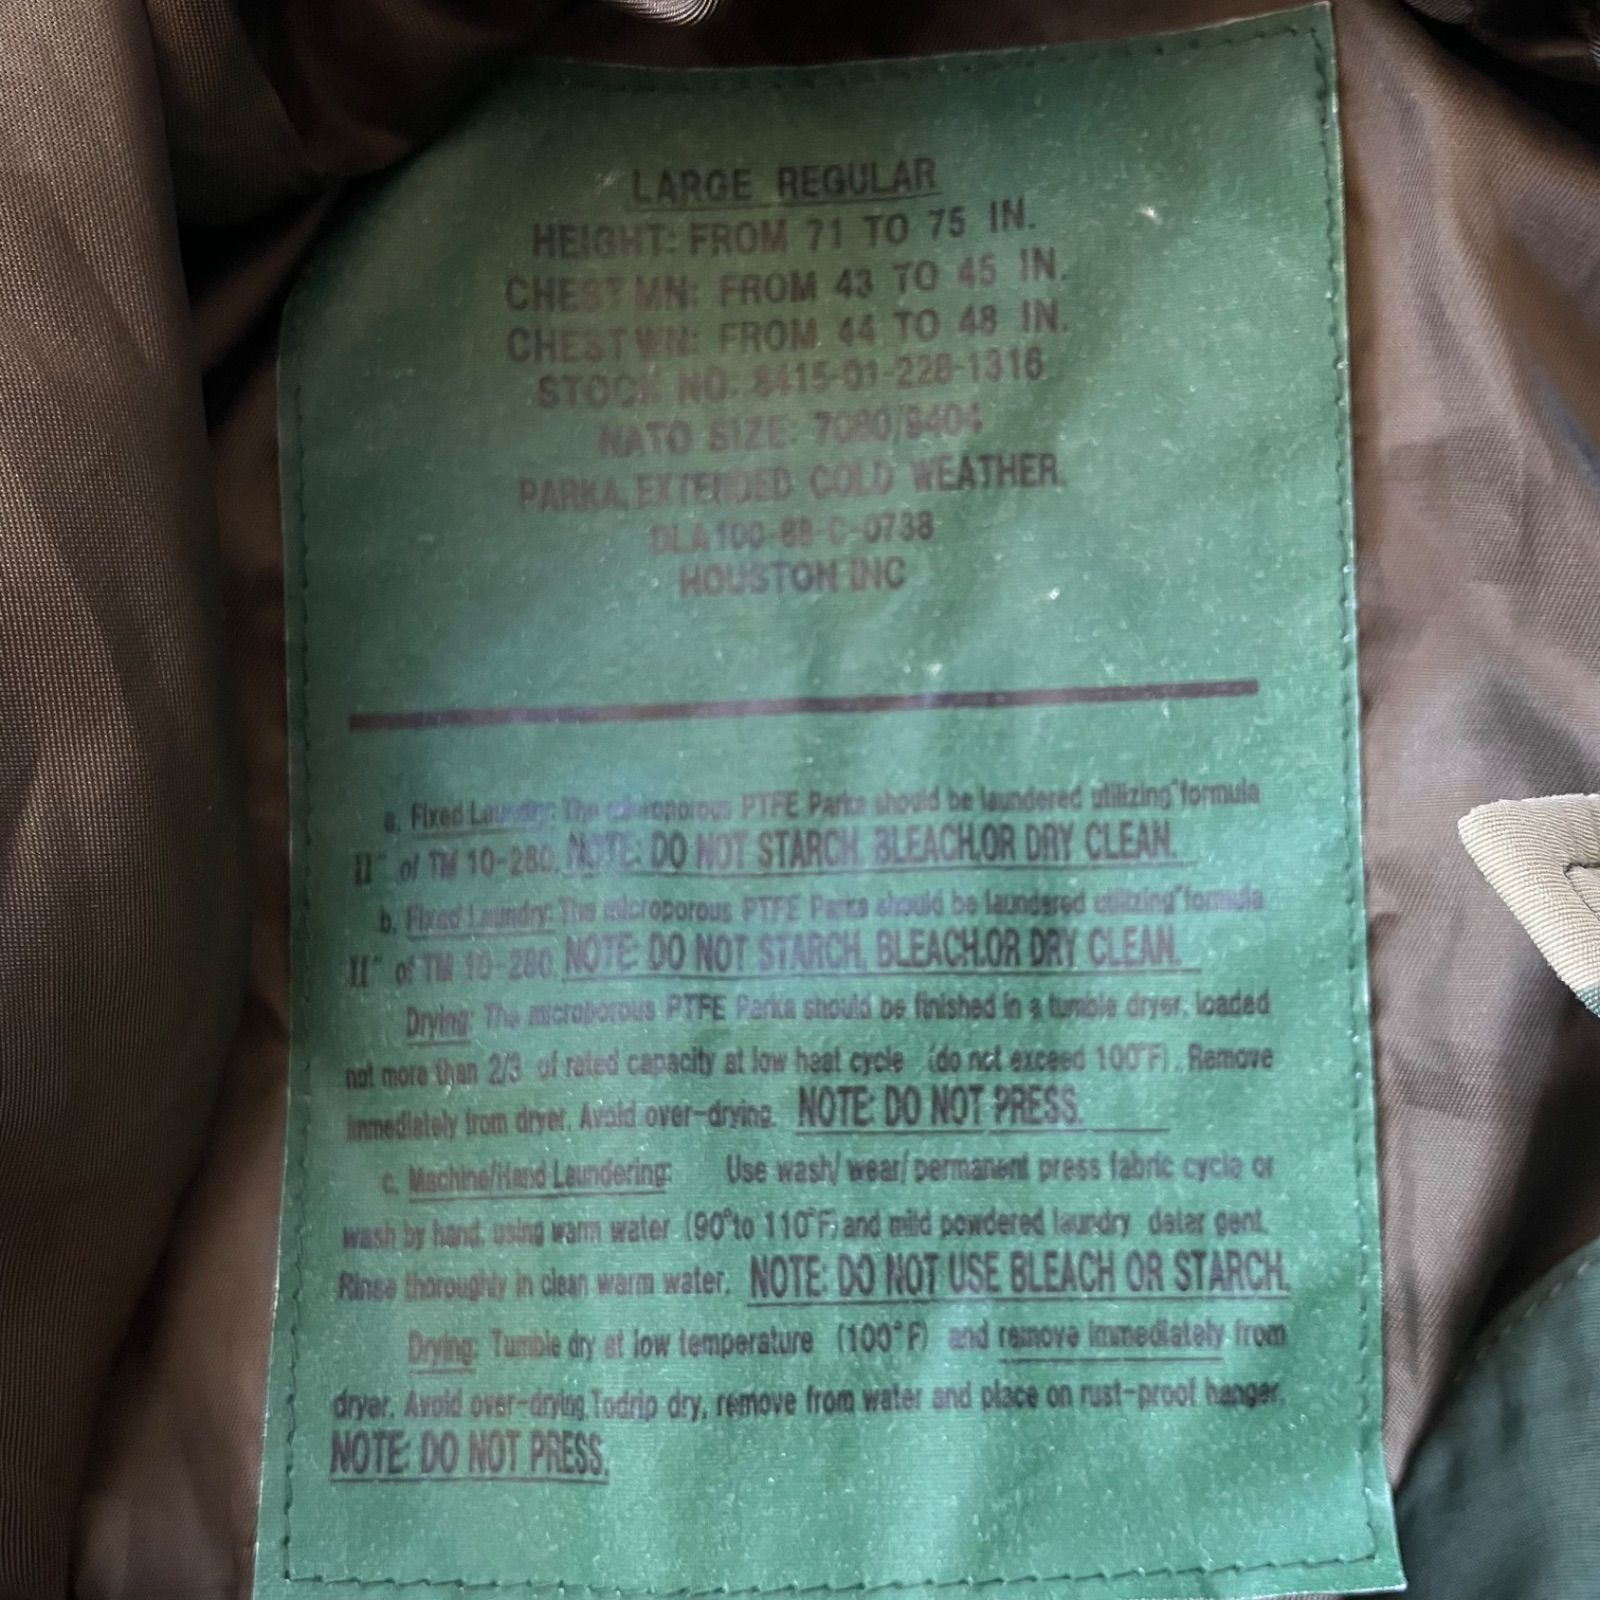 LARGE REGULAR
HEIGHT: FROM 71 TO 75 IN.
CHEST MN: FROM 43 TO 45 IN.
CHEST WN: FROM 44 TO 48 IN.
STOCK NO. 8415-01-228-1316
NATO SIZE: 7080/9404
PARKA, EXTENDED COLD WEATHER.
DLA100-88-C-0738
HOUSTON INC
a. Fixed Laundry: The microporous PTFE Parka should be laundered utilizing "formula
II" of TM 10-280. NOTE: DO NOT STARCH, BLEACH,OR DRY CLEAN.
b. Fixed Laundry: The microporous PTFE Parka should be laundered utilizing "formula
II" of TM 10-280. NOTE: DO NOT STARCH, BLEACH,OR DRY CLEAN.
Drying: The microporous PTFE Parka should be finished in a tumble dryer, loaded
not more than 2/3 of rated capacity at low heat cycle (do not exceed 100°F). Remove
immediately from dryer. Avoid over-drying. NOTE: DO NOT PRESS.
c. Machine/Hand Laundering: Use wash/ wear/ permanent press fabric cycle or
wash by hand, using warm water (90°to 110°F) and mild powdered laundry deter gent.
Rinse thoroughly in clean warm water. NOTE: DO NOT USE BLEACH OR STARCH.
Drying: Tumble dry at low temperature (100°F) and remove immediately from
dryer. Avoid over-drying.Todrip dry, remove from water and place on rust-proof hanger.
NOTE: DO NOT PRESS.